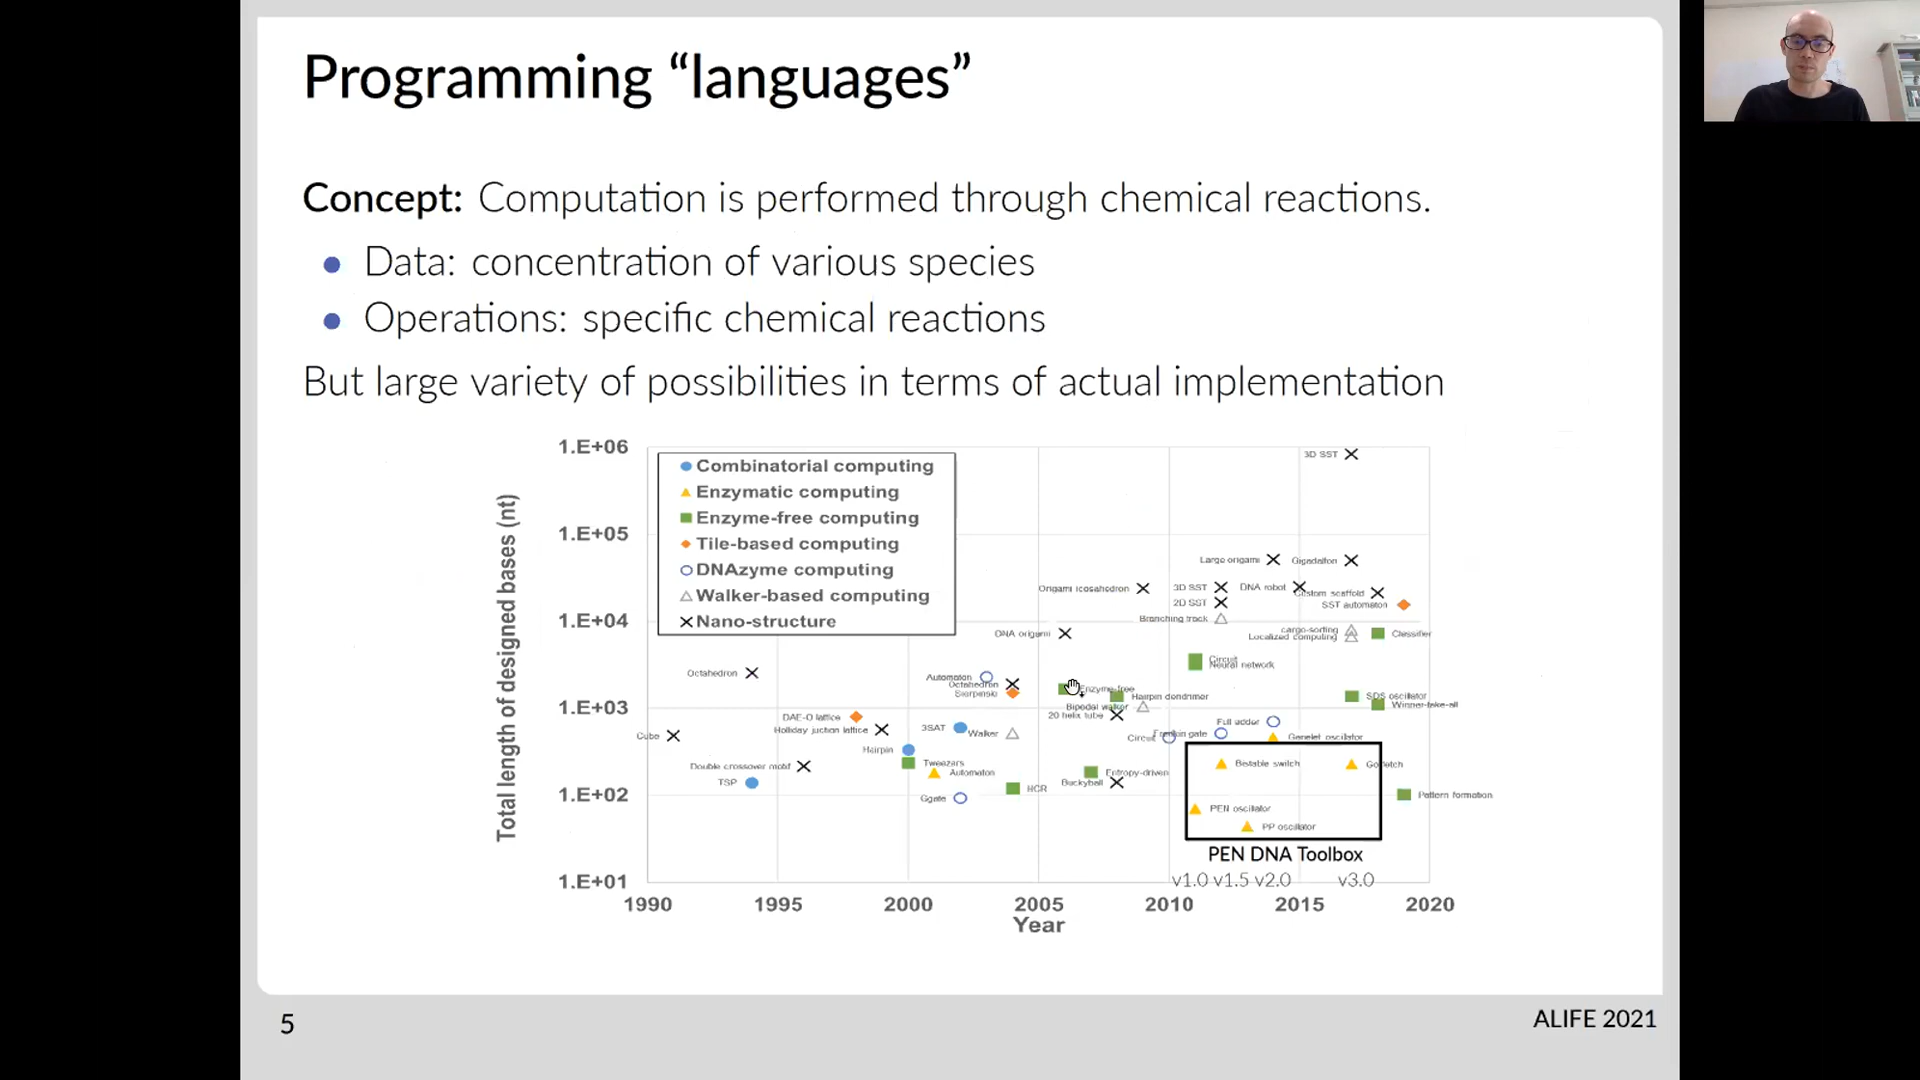 Programming “languages”
Concept: Computation is performed through chemical reactions.
● Data: concentration of various species
● Operations: specific chemical reactions
But large variety of possibilities in terms of actual implementation
Total length of designed bases (nt)
1.E+06
1.E+05
1.E+04
1.E+03
1.E+02
1.E+01
Combinatorial computing
Enzymatic computing
Enzyme-free computing
Tile-based computing
DNAzyme computing
Walker-based computing
Nano-structure
3D SST
Large origami
Gigadalton
Origami icosahedron
3D SST
DNA robot
Custom scaffold
2D SST
SST automaton
Branching track
DNA origami
cargo-sorting
Localized computing
Classifier
Circuit
Neural network
Octahedron
Automaton
Octahedron
Sierpinski
Enzyme-free
Hairpin dendrimer
SDS oscillator
Winner-take-all
Bipodal walker
20 helix tube
DAE-O lattice
Holliday juction lattice
3SAT
Walker
Full adder
Cube
Circuit
Genelet oscillator
Hairpin
Double crossover motif
Tweezers
Automaton
Entropy-driven
Bistable switch
TSP
Buckyball
HCR
Pattern formation
PEN oscillator
PP oscillator
PEN DNA Toolbox
v1.0 v1.5 v2.0 v3.0
1990 1995 2000 2005 2010 2015 2020
Year
5
ALIFE 2021